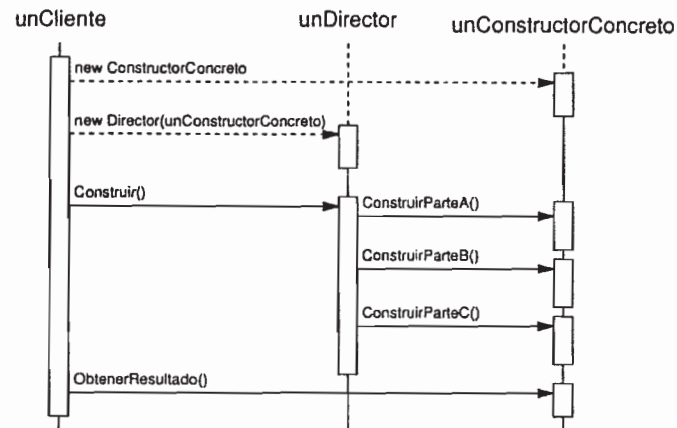 unCliente
unDirector
unConstructorConcreto
new ConstructorConcreto
new Director(unConstructorConcreto)
Construir()
ConstruirParteA()
ConstruirParteB()
ConstruirParteC()
ObtenerResultado()